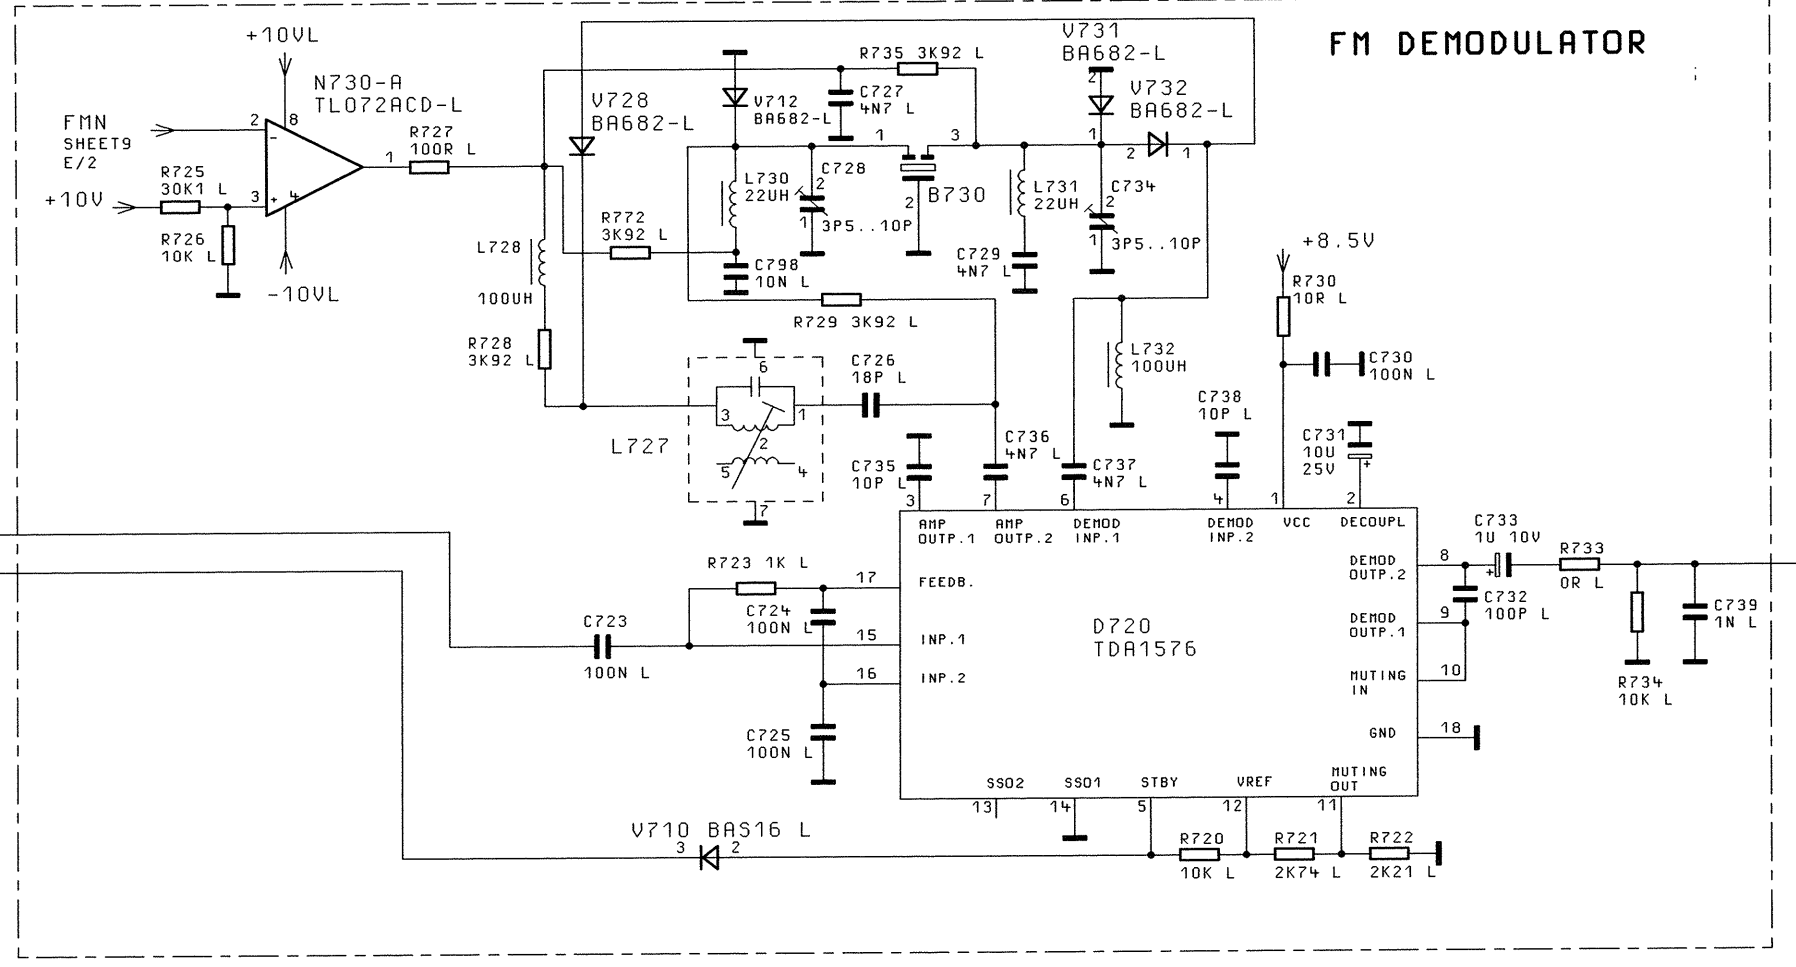 FM DEMODULATOR
+10VL
N730-A
TL072ACD-L
2
8
-
FMN
SHEET9
E/2
R725
30K1 L
+10V
3
+
4
1
R726
10K L
-10VL
R727
100R L
V728
BA682-L
V712
BA682-L
R735 3K92 L
C727
4N7 L
V731
BA682-L
2
1
V732
BA682-L
2
1
1
3
2
B730
L730
22UH
C728
2
1
3P5..10P
L731
22UH
C734
2
1
3P5..10P
C729
4N7 L
L728
100UH
R772
3K92 L
C798
10N L
R729 3K92 L
R728
3K92 L
L727
6
3
1
2
5
4
7
C726
18P L
L732
100UH
+8.5V
R730
10R L
C730
100N L
C738
10P L
C731
10U
25V
+
C735
10P L
C736
4N7 L
C737
4N7 L
3
7
6
4
1
2
AMP
OUTP.1
AMP
OUTP.2
DEMOD
INP.1
DEMOD
INP.2
VCC
DECOUPL
R723 1K L
C724
100N L
C723
100N L
C725
100N L
17
FEEDB.
15
INP.1
16
INP.2
D720
TDA1576
DEMOD
OUTP.2
8
DEMOD
OUTP.1
9
MUTING
IN
10
GND
18
C733
1U 10V
+
R733
0R L
C732
100P L
C739
1N L
R734
10K L
SSO2
SSO1
STBY
VREF
MUTING
OUT
13
14
5
12
11
V710 BAS16 L
3
2
R720
10K L
R721
2K74 L
R722
2K21 L